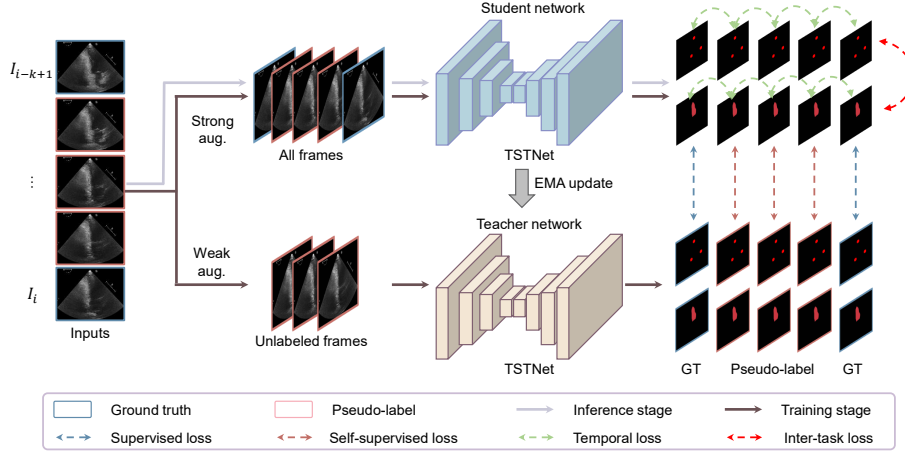 Student network
I_{i-k+1}
Strong
aug.
All frames
TSTNet
EMA update
⋮
Teacher network
Weak
aug.
I_i
Inputs
Unlabeled frames
TSTNet
GT
Pseudo-label
GT
Ground truth
Pseudo-label
Inference stage
Training stage
Supervised loss
Self-supervised loss
Temporal loss
Inter-task loss